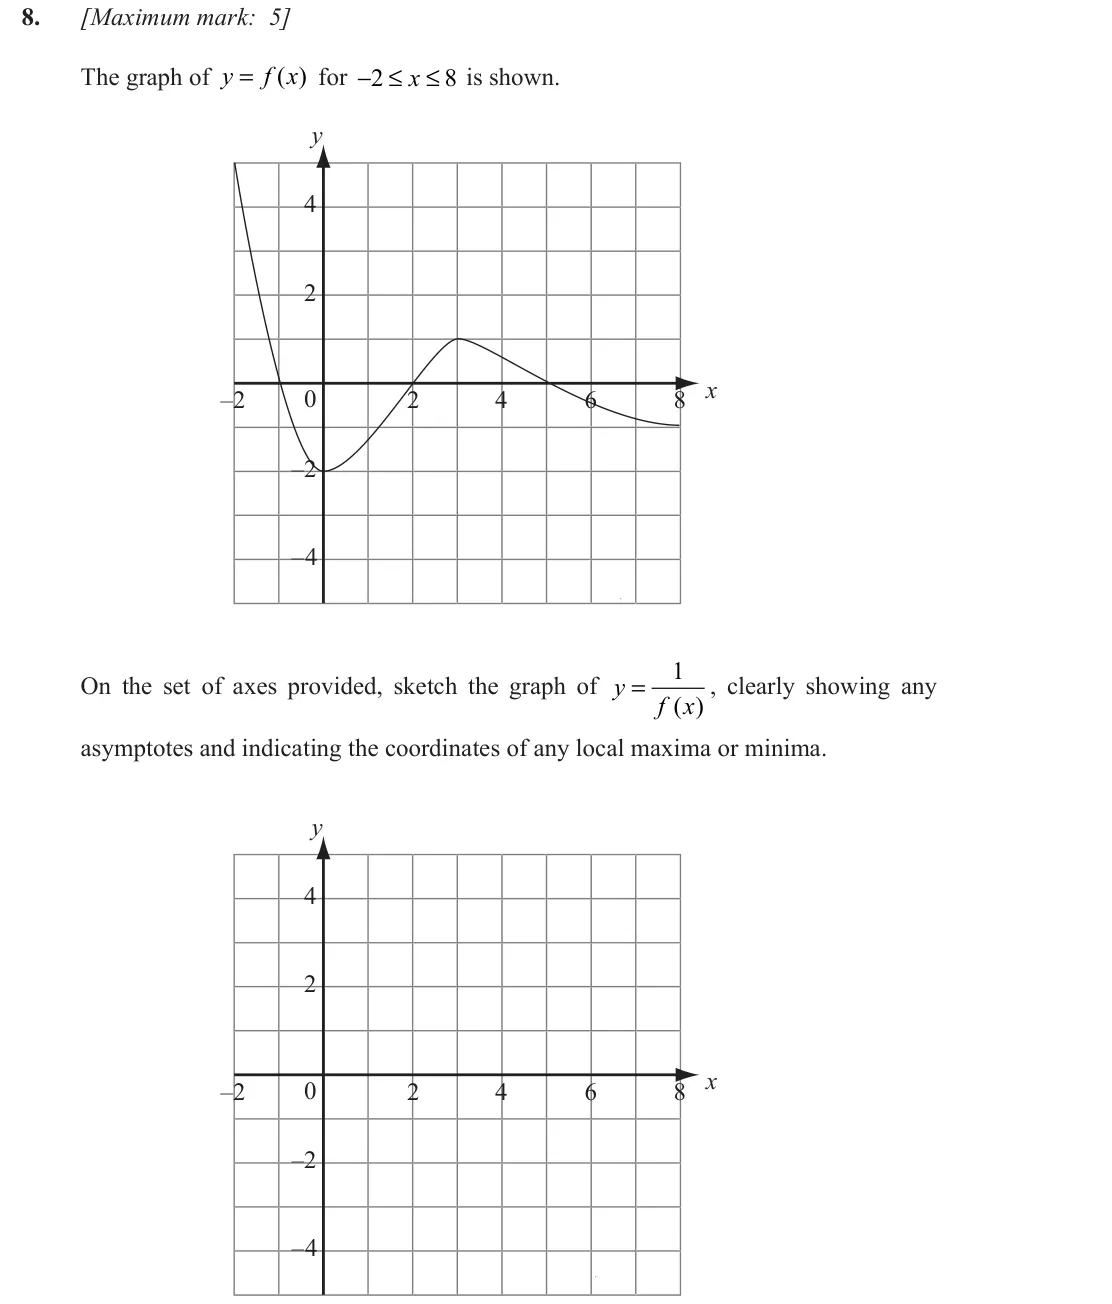 8. [Maximum mark: 5]
The graph of y = f(x) for −2 ≤ x ≤ 8 is shown.
y
4
2
−2 0 2 4 6 8 x
−2
−4
On the set of axes provided, sketch the graph of y = 1/f(x), clearly showing any
asymptotes and indicating the coordinates of any local maxima or minima.
y
4
2
−2 0 2 4 6 8 x
−2
−4